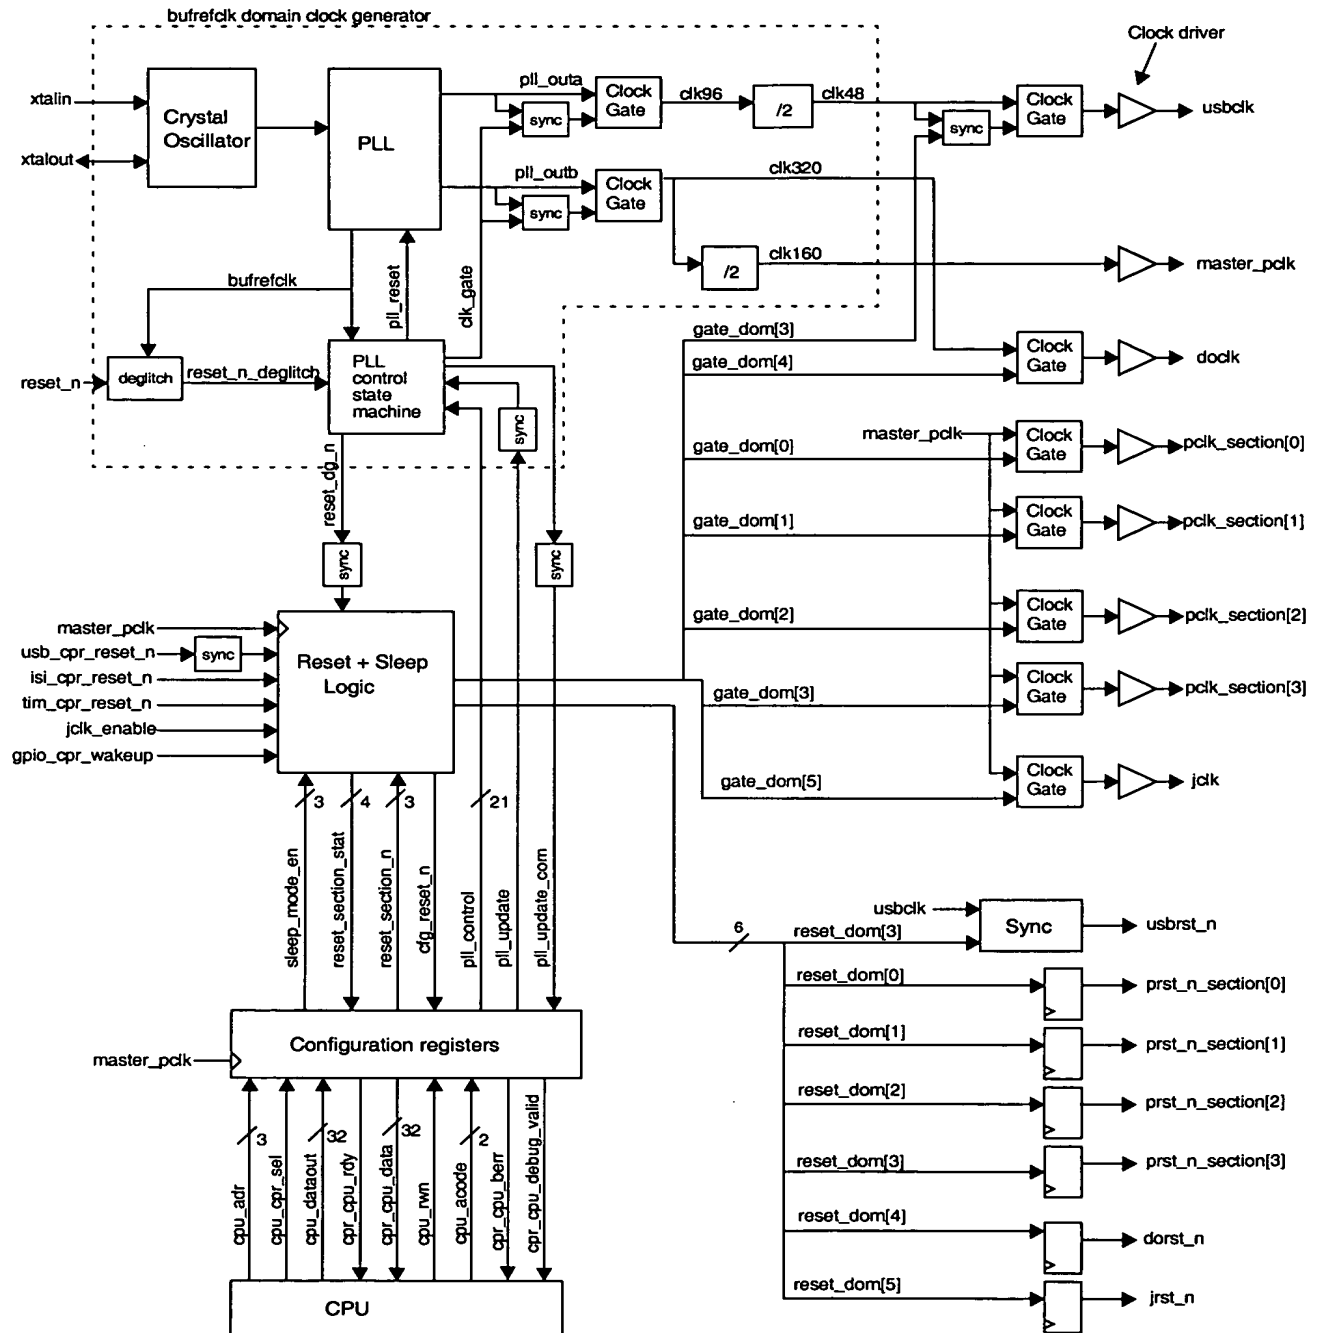 bufrefclk domain clock generator
Clock driver
xtalin
xtalout
Crystal
Oscillator
PLL
pll_outa
sync
Clock
Gate
clk96
/2
clk48
sync
Clock
Gate
usbclk
pll_outb
sync
Clock
Gate
clk320
/2
clk160
master_pclk
bufrefclk
pll_reset
clk_gate
reset_n
deglitch
reset_n_deglitch
PLL
control
state
machine
sync
reset_dg_n
sync
sync
gate_dom[3]
gate_dom[4]
Clock
Gate
doclk
master_pclk
gate_dom[0]
Clock
Gate
pclk_section[0]
gate_dom[1]
Clock
Gate
pclk_section[1]
gate_dom[2]
Clock
Gate
pclk_section[2]
gate_dom[3]
Clock
Gate
pclk_section[3]
gate_dom[5]
Clock
Gate
jclk
master_pclk
usb_cpr_reset_n
sync
isi_cpr_reset_n
tim_cpr_reset_n
jclk_enable
gpio_cpr_wakeup
Reset + Sleep
Logic
3
4
3
21
sleep_mode_en
reset_section_stat
reset_section_n
cfg_reset_n
pll_control
pll_update
pll_update_com
6
usbclk
reset_dom[3]
Sync
usbrst_n
reset_dom[0]
prst_n_section[0]
reset_dom[1]
prst_n_section[1]
reset_dom[2]
prst_n_section[2]
reset_dom[3]
prst_n_section[3]
reset_dom[4]
dorst_n
reset_dom[5]
jrst_n
master_pclk
Configuration registers
3
32
32
2
cpu_adr
cpu_cpr_sel
cpu_dataout
cpr_cpu_rdy
cpr_cpu_data
cpu_rwn
cpu_acode
cpr_cpu_berr
cpr_cpu_debug_valid
CPU